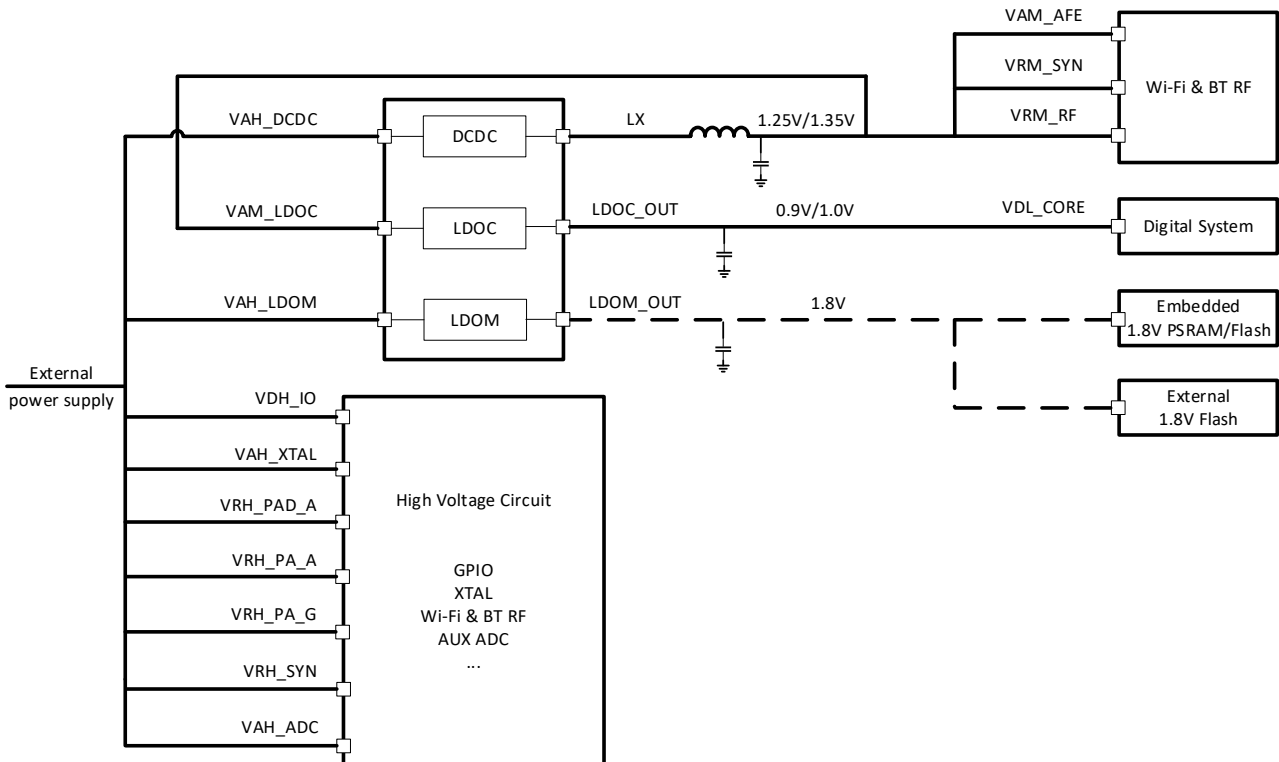 VAM_AFE
VRM_SYN
Wi-Fi & BT RF
VAH_DCDC
DCDC
LX
1.25V/1.35V
VRM_RF
VAM_LDOC
LDOC
LDOC_OUT
0.9V/1.0V
VDL_CORE
Digital System
VAH_LDOM
LDOM
LDOM_OUT
1.8V
Embedded
1.8V PSRAM/Flash
External
power supply
External
1.8V Flash
VDH_IO
VAH_XTAL
VRH_PAD_A
VRH_PA_A
VRH_PA_G
VRH_SYN
VAH_ADC
High Voltage Circuit
GPIO
XTAL
Wi-Fi & BT RF
AUX ADC
...